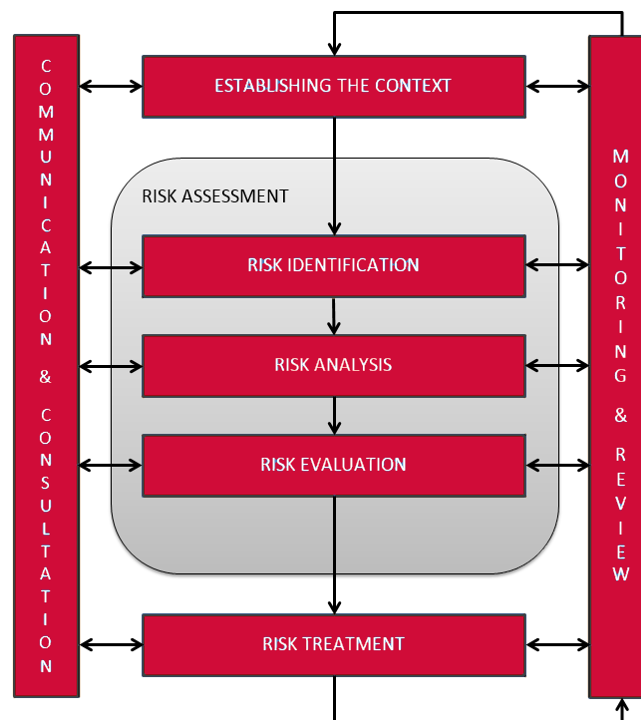 ESTABLISHING THE CONTEXT
RISK ASSESSMENT
RISK IDENTIFICATION
RISK ANALYSIS
RISK EVALUATION
RISK TREATMENT
COMMUNICATION & CONSULTATION
MONITORING & REVIEW